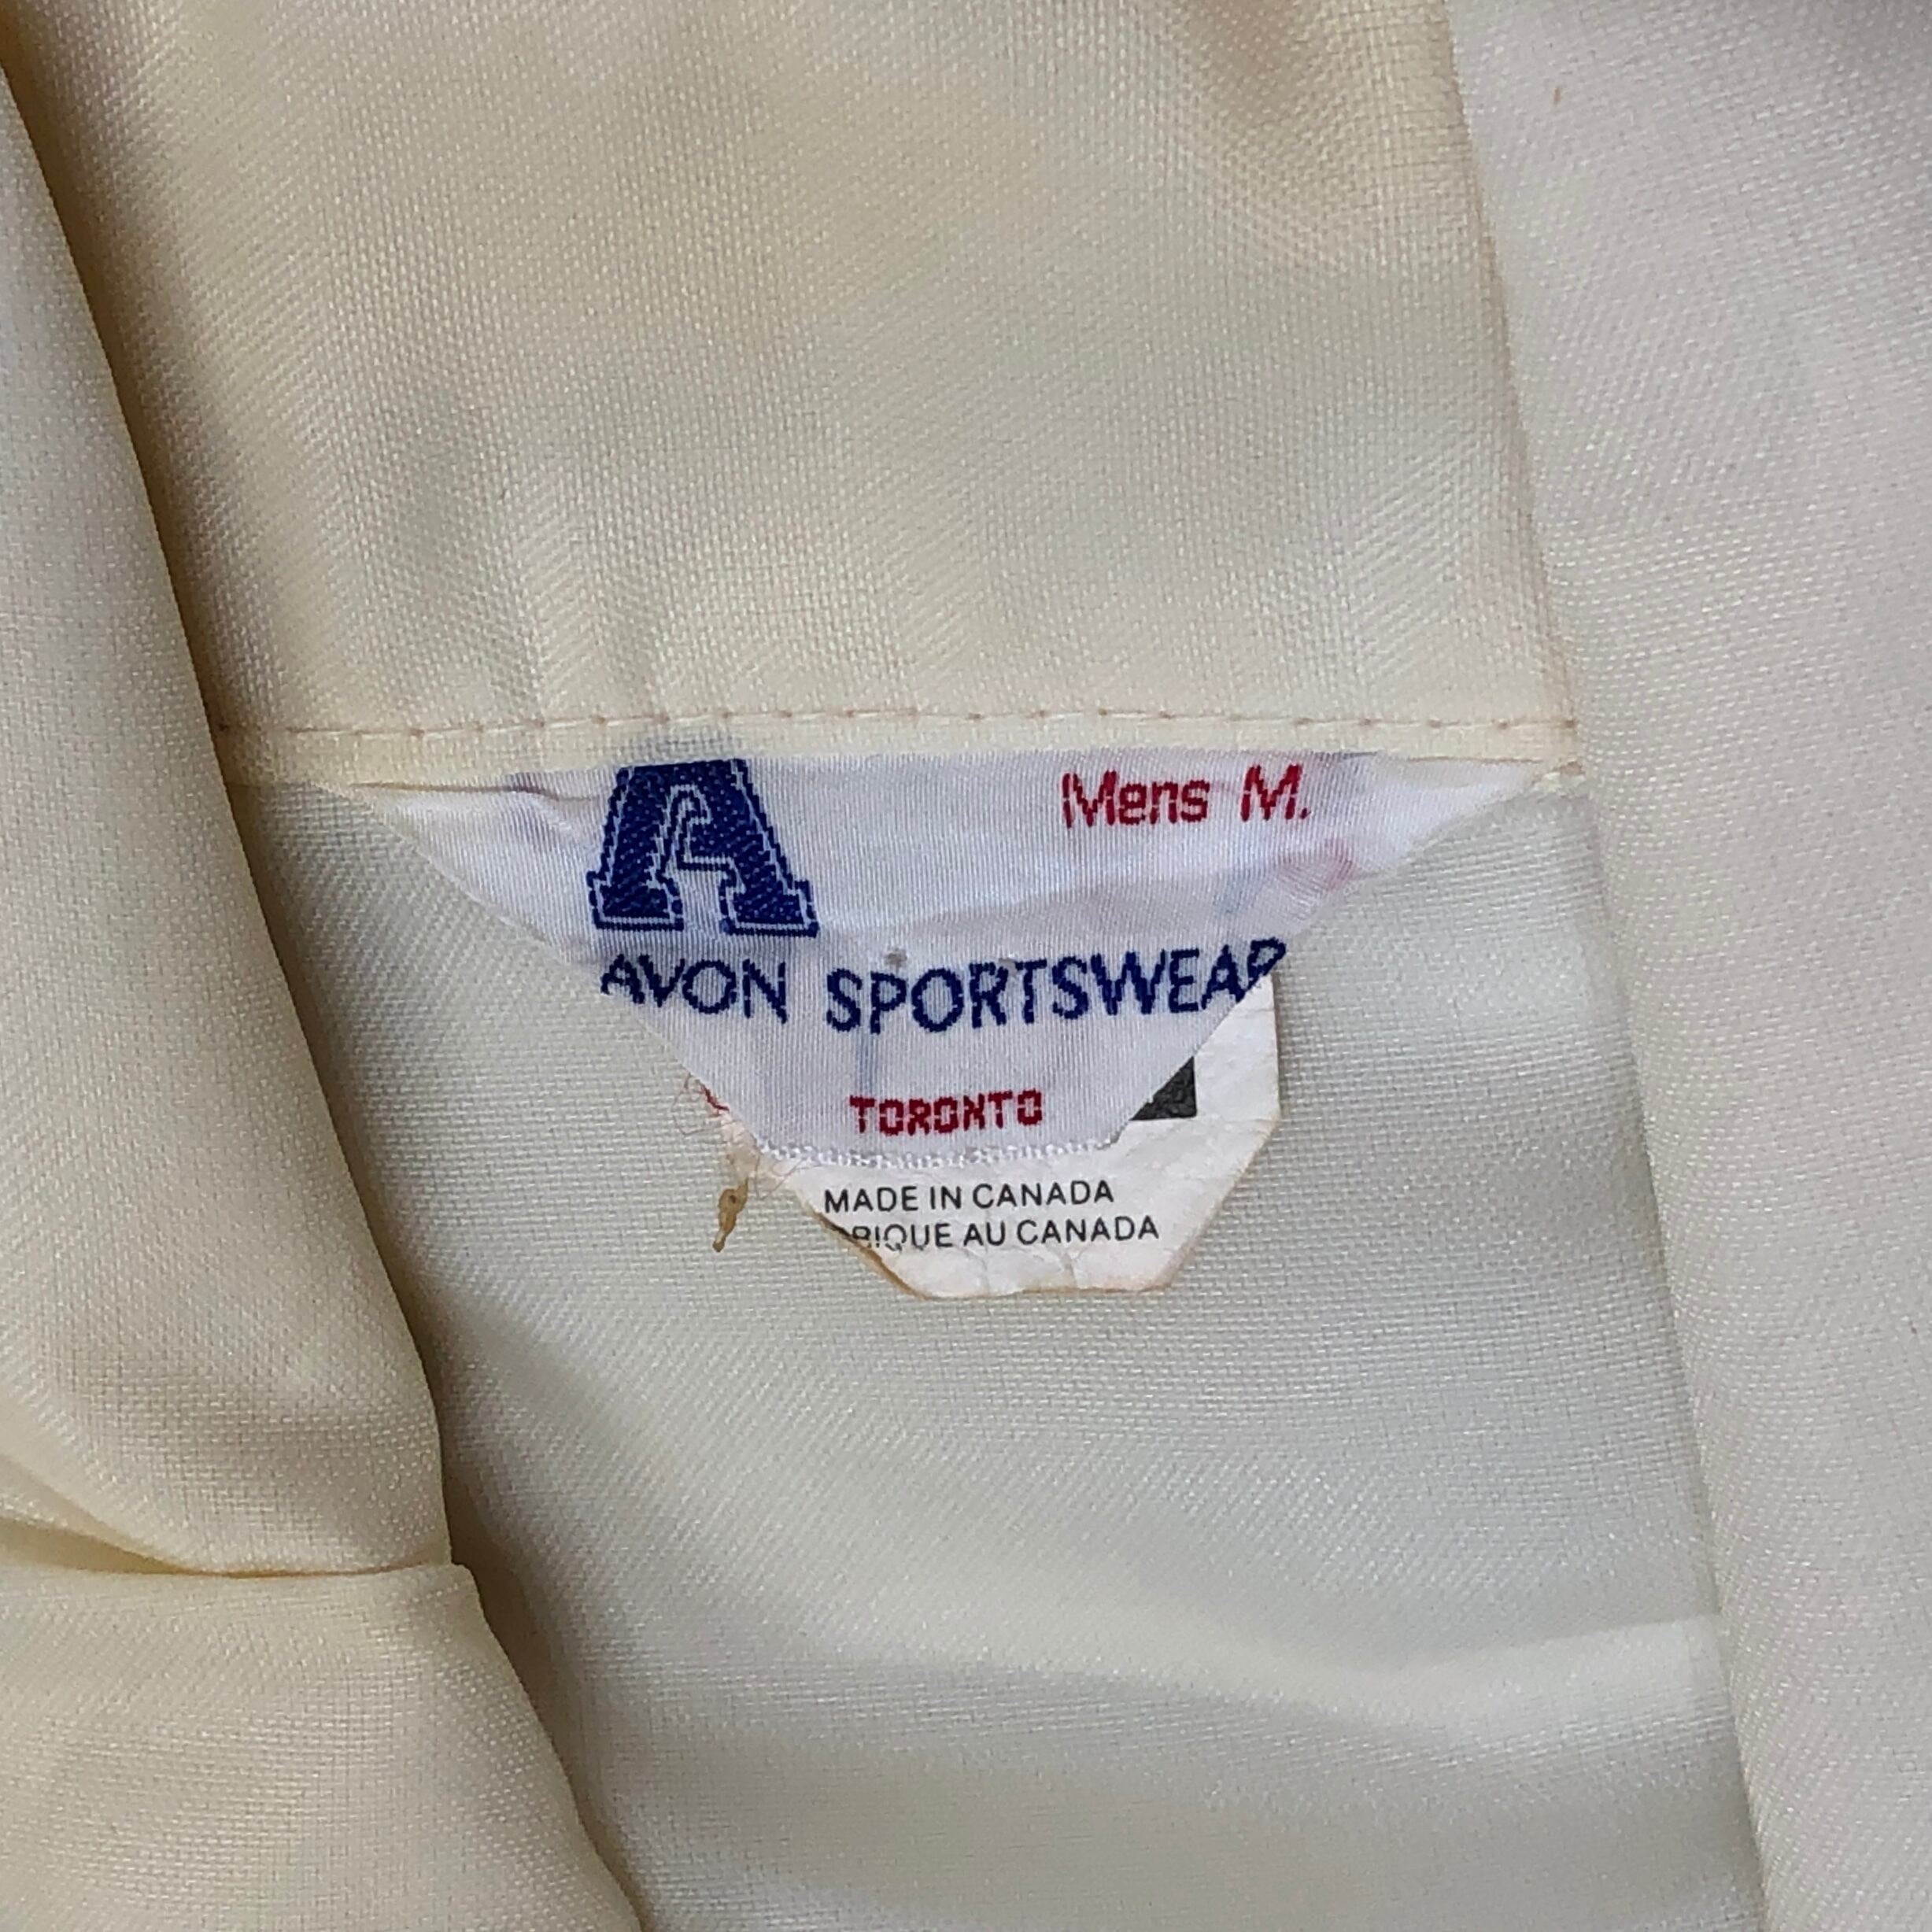 A
Mens M.
AVON SPORTSWEAR
TORONTO
MADE IN CANADA
BRIQUE AU CANADA